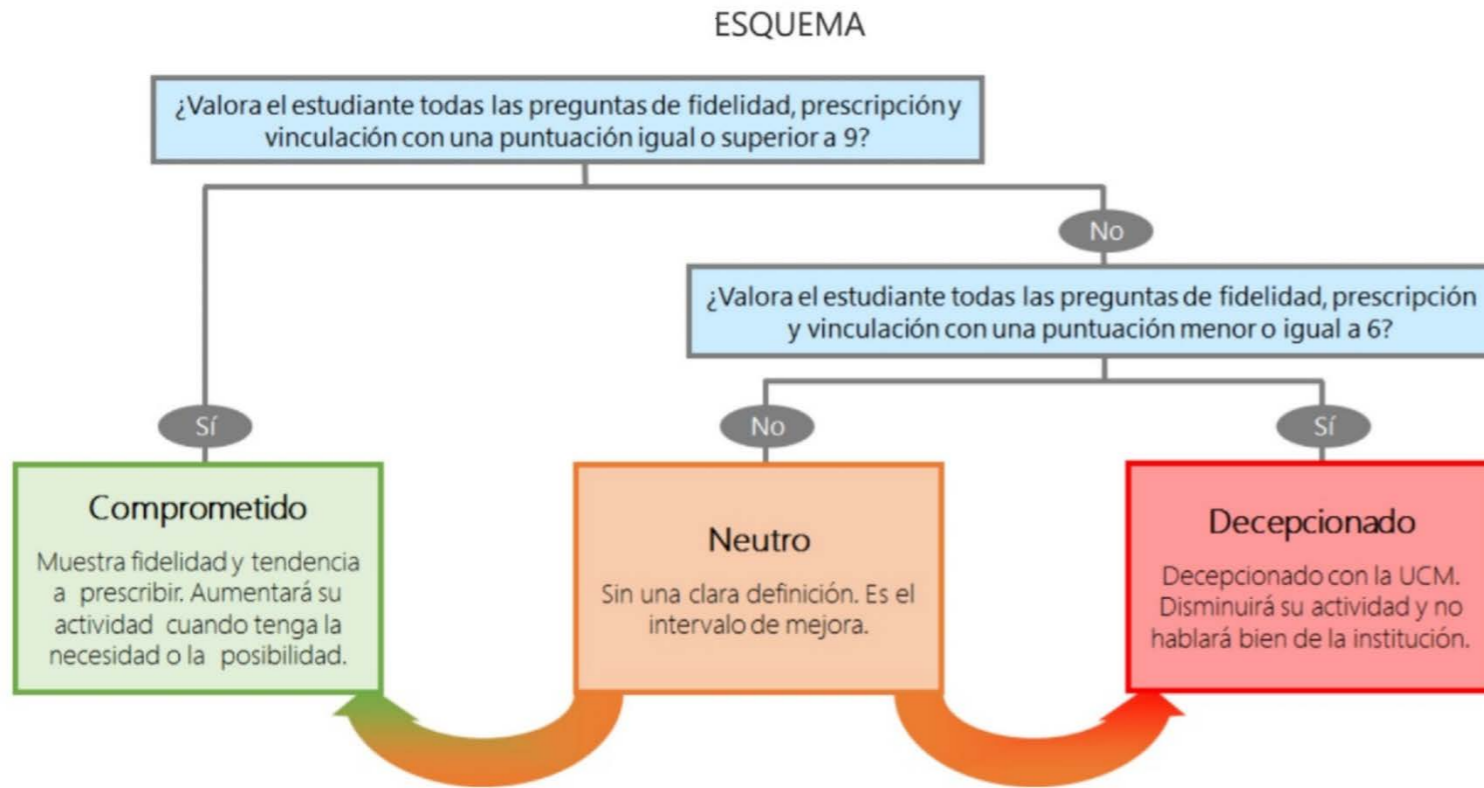 ESQUEMA
¿Valora el estudiante todas las preguntas de fidelidad, prescripción y
vinculación con una puntuación igual o superior a 9?
No
¿Valora el estudiante todas las preguntas de fidelidad, prescripción
y vinculación con una puntuación menor o igual a 6?
Sí
No
Sí
Comprometido
Muestra fidelidad y tendencia
a prescribir. Aumentará su
actividad cuando tenga la
necesidad o la posibilidad.
Neutro
Sin una clara definición. Es el
intervalo de mejora.
Decepcionado
Decepcionado con la UCM.
Disminuirá su actividad y no
hablará bien de la institución.